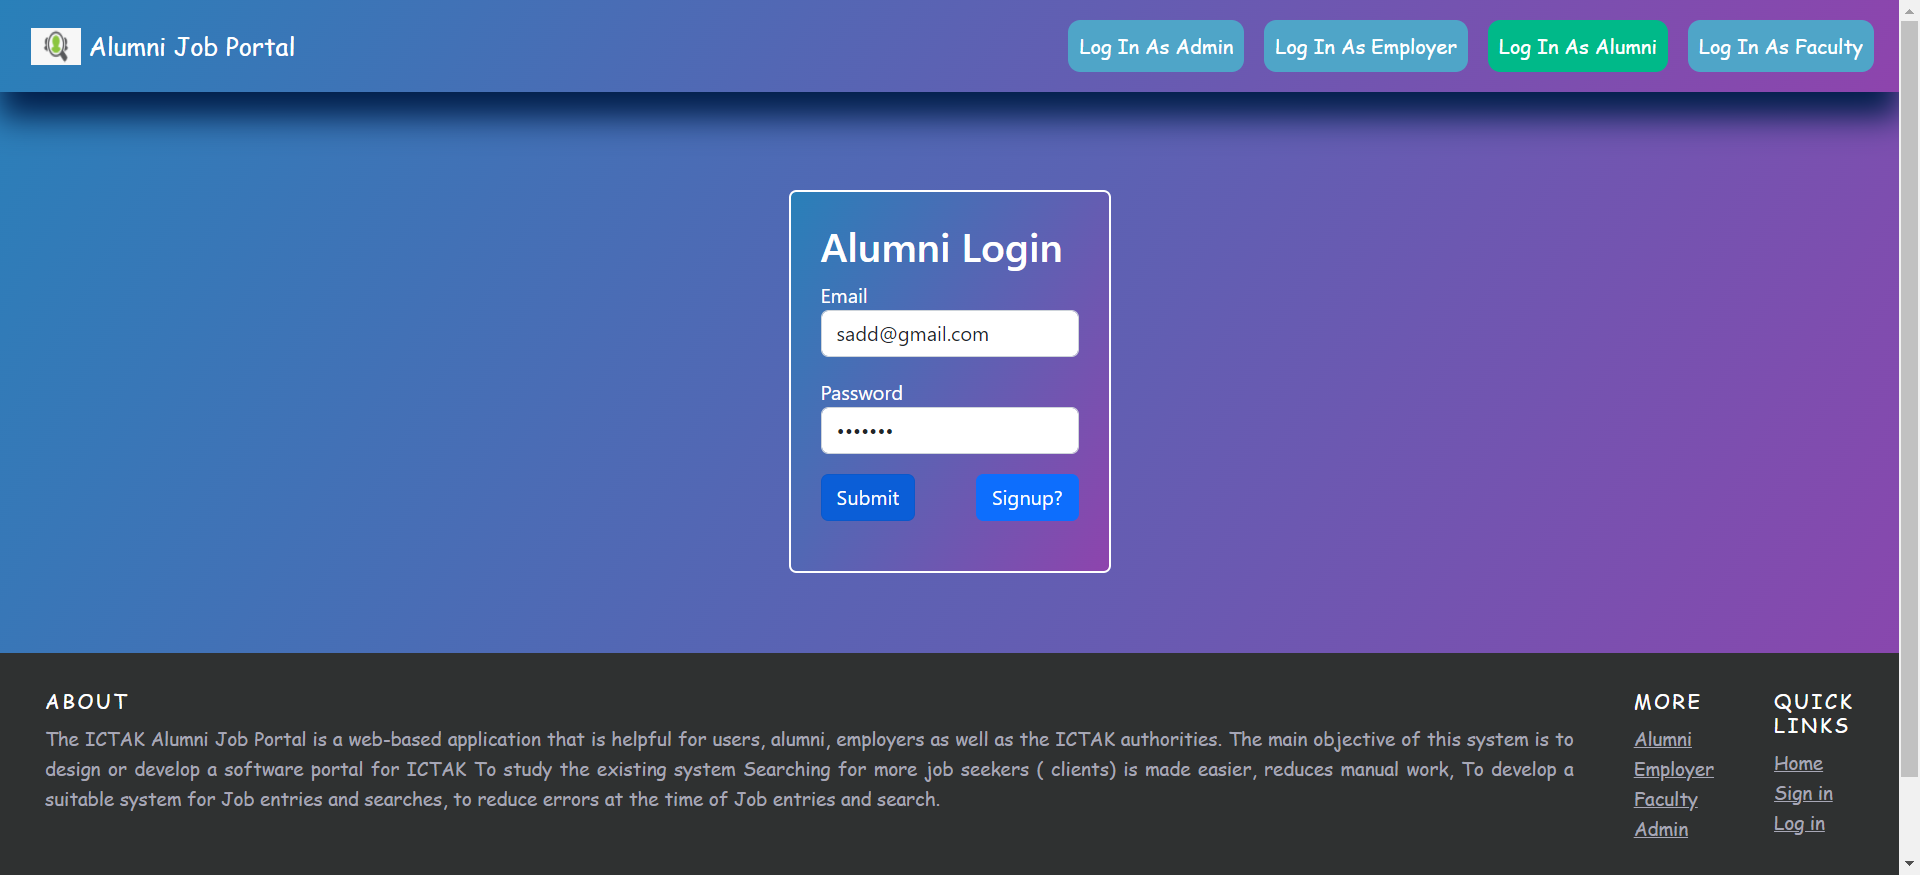 Alumni Job Portal
Log In As Admin
Log In As Employer
Log In As Alumni
Log In As Faculty
Alumni Login
Email
sadd@gmail.com
Password
•••••••
Submit
Signup?
ABOUT
The ICTAK Alumni Job Portal is a web-based application that is helpful for users, alumni, employers as well as the ICTAK authorities. The main objective of this system is to
design or develop a software portal for ICTAK To study the existing system Searching for more job seekers ( clients) is made easier, reduces manual work, To develop a
suitable system for Job entries and searches, to reduce errors at the time of Job entries and search.
MORE
Alumni
Employer
Faculty
Admin
QUICK
LINKS
Home
Sign in
Log in